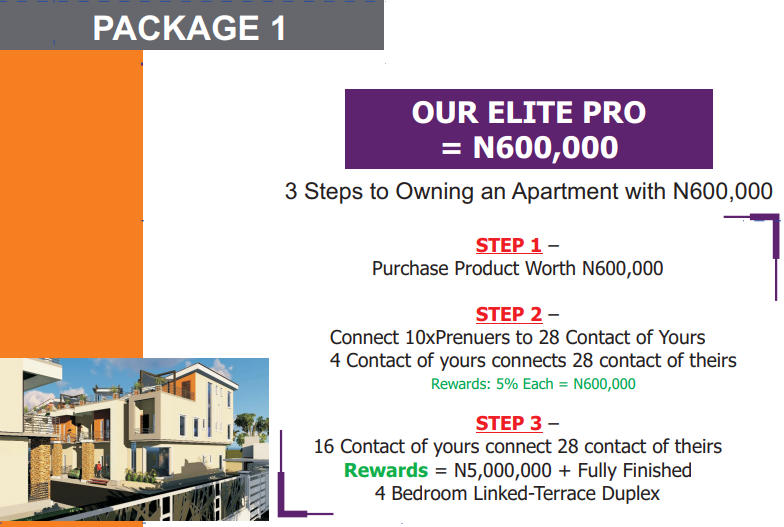 PACKAGE 1
OUR ELITE PRO
= N600,000
3 Steps to Owning an Apartment with N600,000
STEP 1 –
Purchase Product Worth N600,000
STEP 2 –
Connect 10xPrenuers to 28 Contact of Yours
4 Contact of yours connects 28 contact of theirs
Rewards: 5% Each = N600,000
STEP 3 –
16 Contact of yours connect 28 contact of theirs
Rewards = N5,000,000 + Fully Finished
4 Bedroom Linked-Terrace Duplex